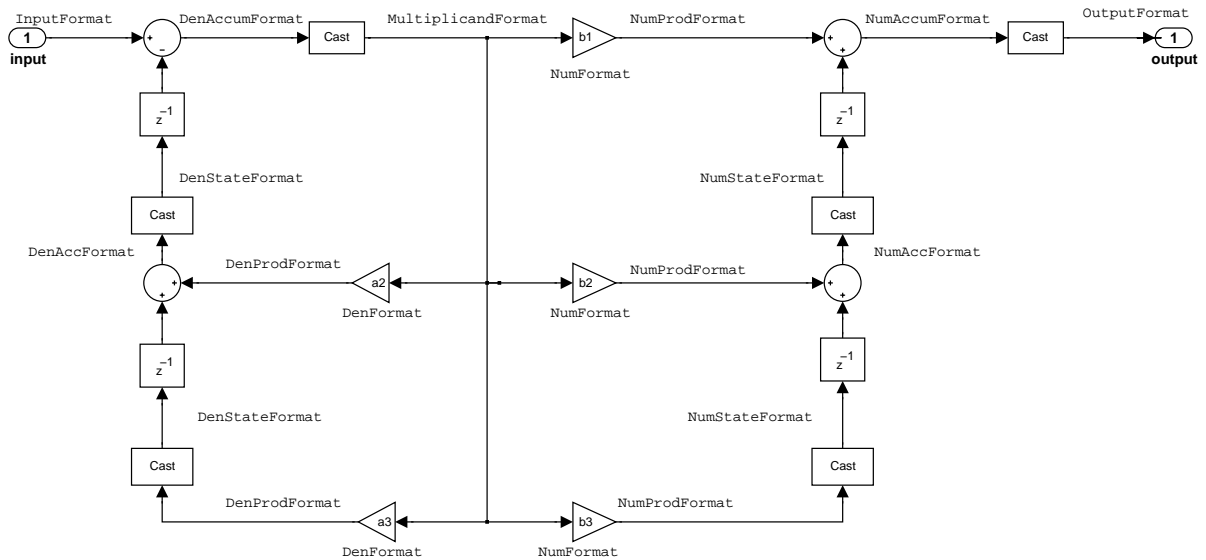 InputFormat
DenAccumFormat
MultiplicandFormat
NumProdFormat
NumAccumFormat
OutputFormat
1
input
+
−
Cast
b1
NumFormat
+
+
Cast
1
output
z−1
z−1
DenStateFormat
NumStateFormat
Cast
Cast
DenAccFormat
NumAccFormat
+
+
DenProdFormat
a2
DenFormat
b2
NumFormat
NumProdFormat
+
+
z−1
z−1
DenStateFormat
NumStateFormat
Cast
Cast
DenProdFormat
a3
DenFormat
b3
NumFormat
NumProdFormat